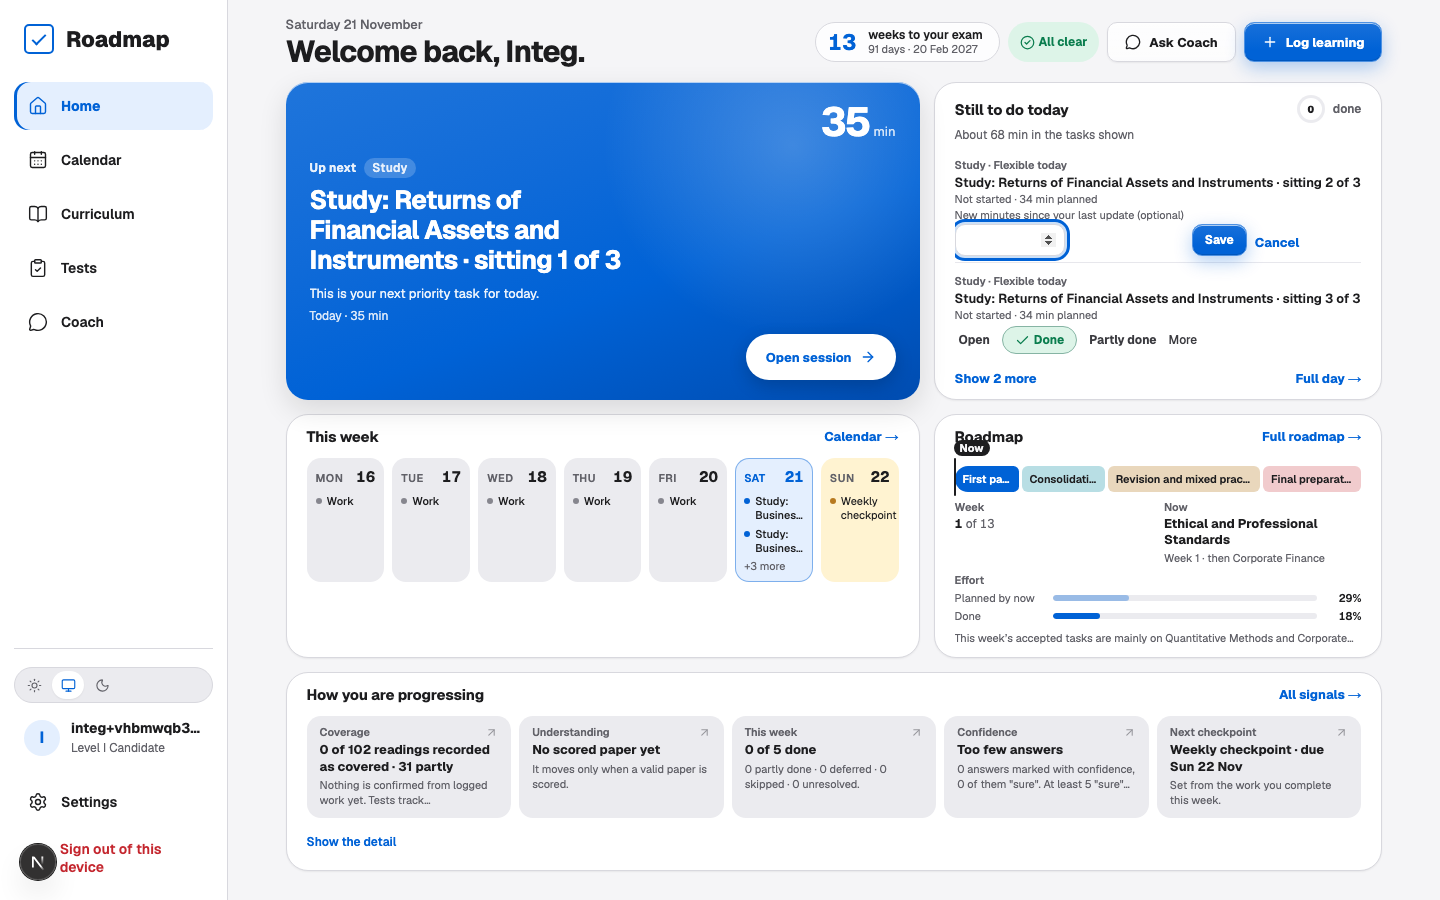 Roadmap
Home
Calendar
Curriculum
Tests
Coach
I
integ+vhbmwqb3...
Level I Candidate
Settings
N
Sign out of this
device
Saturday 21 November
Welcome back, Integ.
13
weeks to your exam
91 days · 20 Feb 2027
All clear
Ask Coach
Log learning
35 min
Up next
Study
Study: Returns of
Financial Assets and
Instruments · sitting 1 of 3
This is your next priority task for today.
Today · 35 min
Open session →
Still to do today
0
done
About 68 min in the tasks shown
Study · Flexible today
Study: Returns of Financial Assets and Instruments · sitting 2 of 3
Not started · 34 min planned
New minutes since your last update (optional)
Save
Cancel
Study · Flexible today
Study: Returns of Financial Assets and Instruments · sitting 3 of 3
Not started · 34 min planned
Open
Done
Partly done
More
Show 2 more
Full day →
This week
Calendar →
MON 16
Work
TUE 17
Work
WED 18
Work
THU 19
Work
FRI 20
Work
SAT 21
Study:
Busines...
Study:
Busines...
+3 more
SUN 22
Weekly
checkpoint
Roadmap
Full roadmap →
Now
First pa...
Consolidati...
Revision and mixed prac...
Final preparat...
Week
1 of 13
Now
Ethical and Professional
Standards
Week 1 · then Corporate Finance
Effort
Planned by now
29%
Done
18%
This week's accepted tasks are mainly on Quantitative Methods and Corporate...
How you are progressing
All signals →
Coverage
0 of 102 readings recorded
as covered · 31 partly
Nothing is confirmed from logged
work yet. Tests track...
Understanding
No scored paper yet
It moves only when a valid paper is
scored.
This week
0 of 5 done
0 partly done · 0 deferred · 0
skipped · 0 unresolved.
Confidence
Too few answers
0 answers marked with confidence,
0 of them "sure". At least 5 "sure"...
Next checkpoint
Weekly checkpoint · due
Sun 22 Nov
Set from the work you complete
this week.
Show the detail